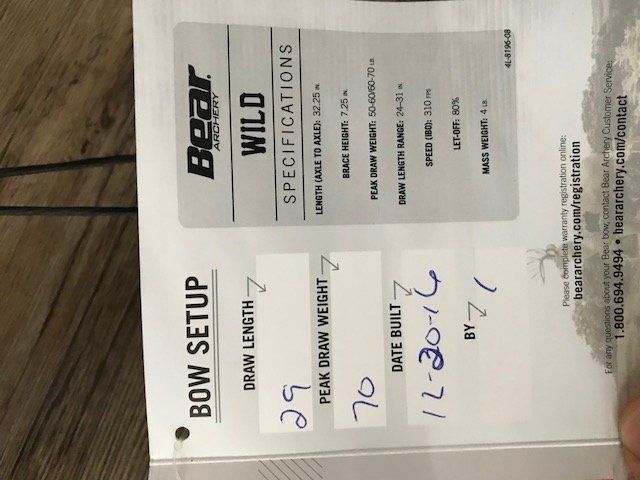 BOW SETUP
DRAW LENGTH
29
PEAK DRAW WEIGHT
70
DATE BUILT
12-20-16
BY
Bear
ARCHERY
WILD
SPECIFICATIONS
LENGTH (AXLE TO AXLE): 32.25 IN.
BRACE HEIGHT: 7.25 IN.
PEAK DRAW WEIGHT: 50-60/60-70 LB.
DRAW LENGTH RANGE: 24-31 IN.
SPEED (IBO): 310 FPS
LET-OFF: 80%
MASS WEIGHT: 4 LB.
4L-8196-08
Please complete warranty registration online:
beararchery.com/registration
For any questions about your Bear bow, contact Bear Archery Customer Service:
1.800.694.9494 • beararchery.com/contact